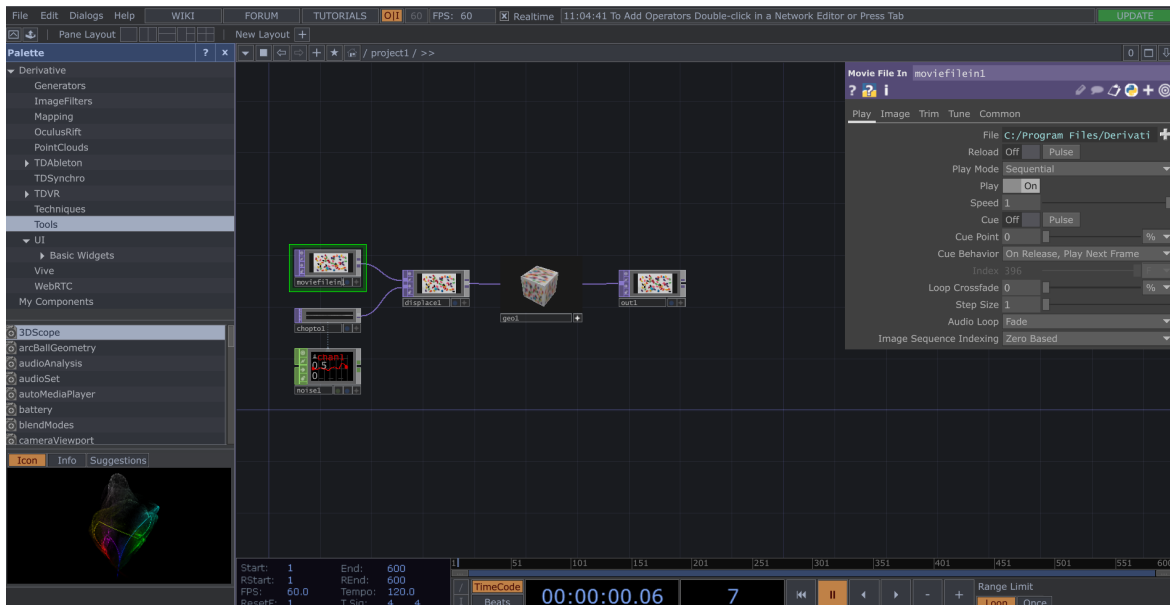 File Edit Dialogs Help WIKI FORUM TUTORIALS O|I 60 FPS: 60 Realtime 11:04:41 To Add Operators Double-click in a Network Editor or Press Tab UPDATE
Pane Layout New Layout
Palette ? x / project1 / >> 0
Derivative
Generators
ImageFilters
Mapping
OculusRift
PointClouds
TDAbleton
TDSynchro
TDVR
Techniques
Tools
UI
Basic Widgets
Vive
WebRTC
My Components
3DScope
arcBallGeometry
audioAnalysis
audioSet
autoMediaPlayer
battery
blendModes
cameraViewport
Icon Info Suggestions
moviefilein1
chopto1
chan1
0.5
0
noise1
displace1
geo1
out1
Movie File In moviefilein1
? ? i
Play Image Trim Tune Common
File C:/Program Files/Derivati
Reload Off Pulse
Play Mode Sequential
Play On
Speed 1
Cue Off Pulse
Cue Point 0 %
Cue Behavior On Release, Play Next Frame
Index 396
Loop Crossfade 0 %
Step Size 1
Audio Loop Fade
Image Sequence Indexing Zero Based
Start: 1 End: 600
RStart: 1 REnd: 600
FPS: 60.0 Tempo: 120.0
ResetF: 1 T Sig: 4 4
1 51 101 151 201 251 301 351 401 451 501 551 600
TimeCode
Beats
00:00:00.06 7
Range Limit
Loop Once